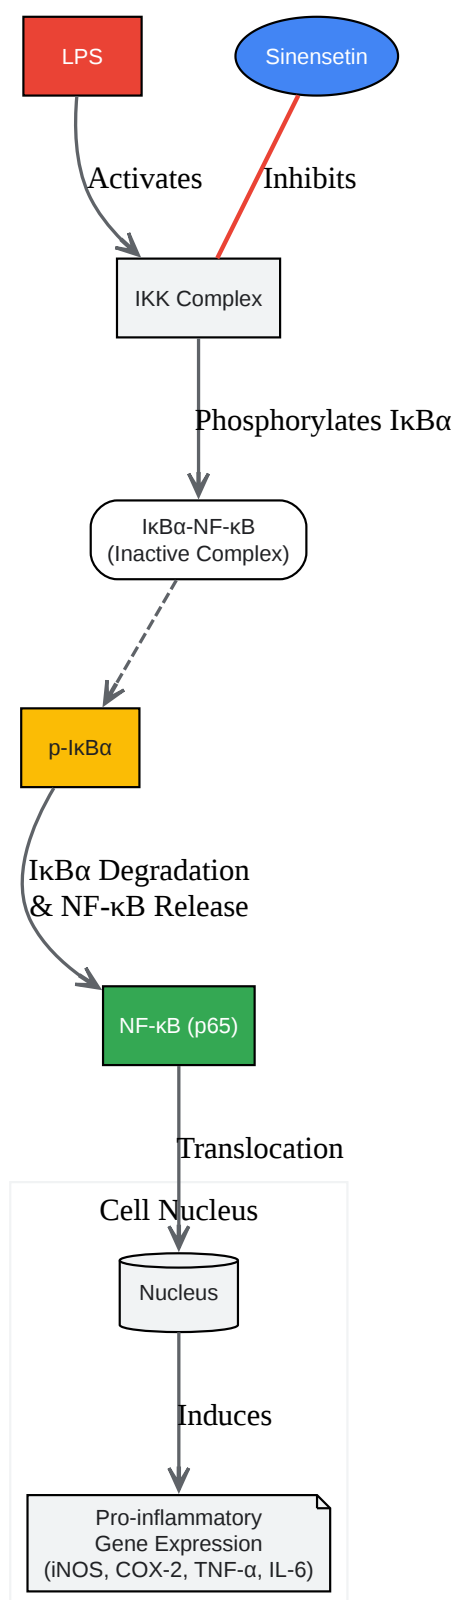 LPS
Sinensetin
Activates
Inhibits
IKK Complex
Phosphorylates IκBα
IκBα-NF-κB
(Inactive Complex)
p-IκBα
IκBα Degradation
& NF-κB Release
NF-κB (p65)
Translocation
Cell Nucleus
Nucleus
Induces
Pro-inflammatory
Gene Expression
(iNOS, COX-2, TNF-α, IL-6)